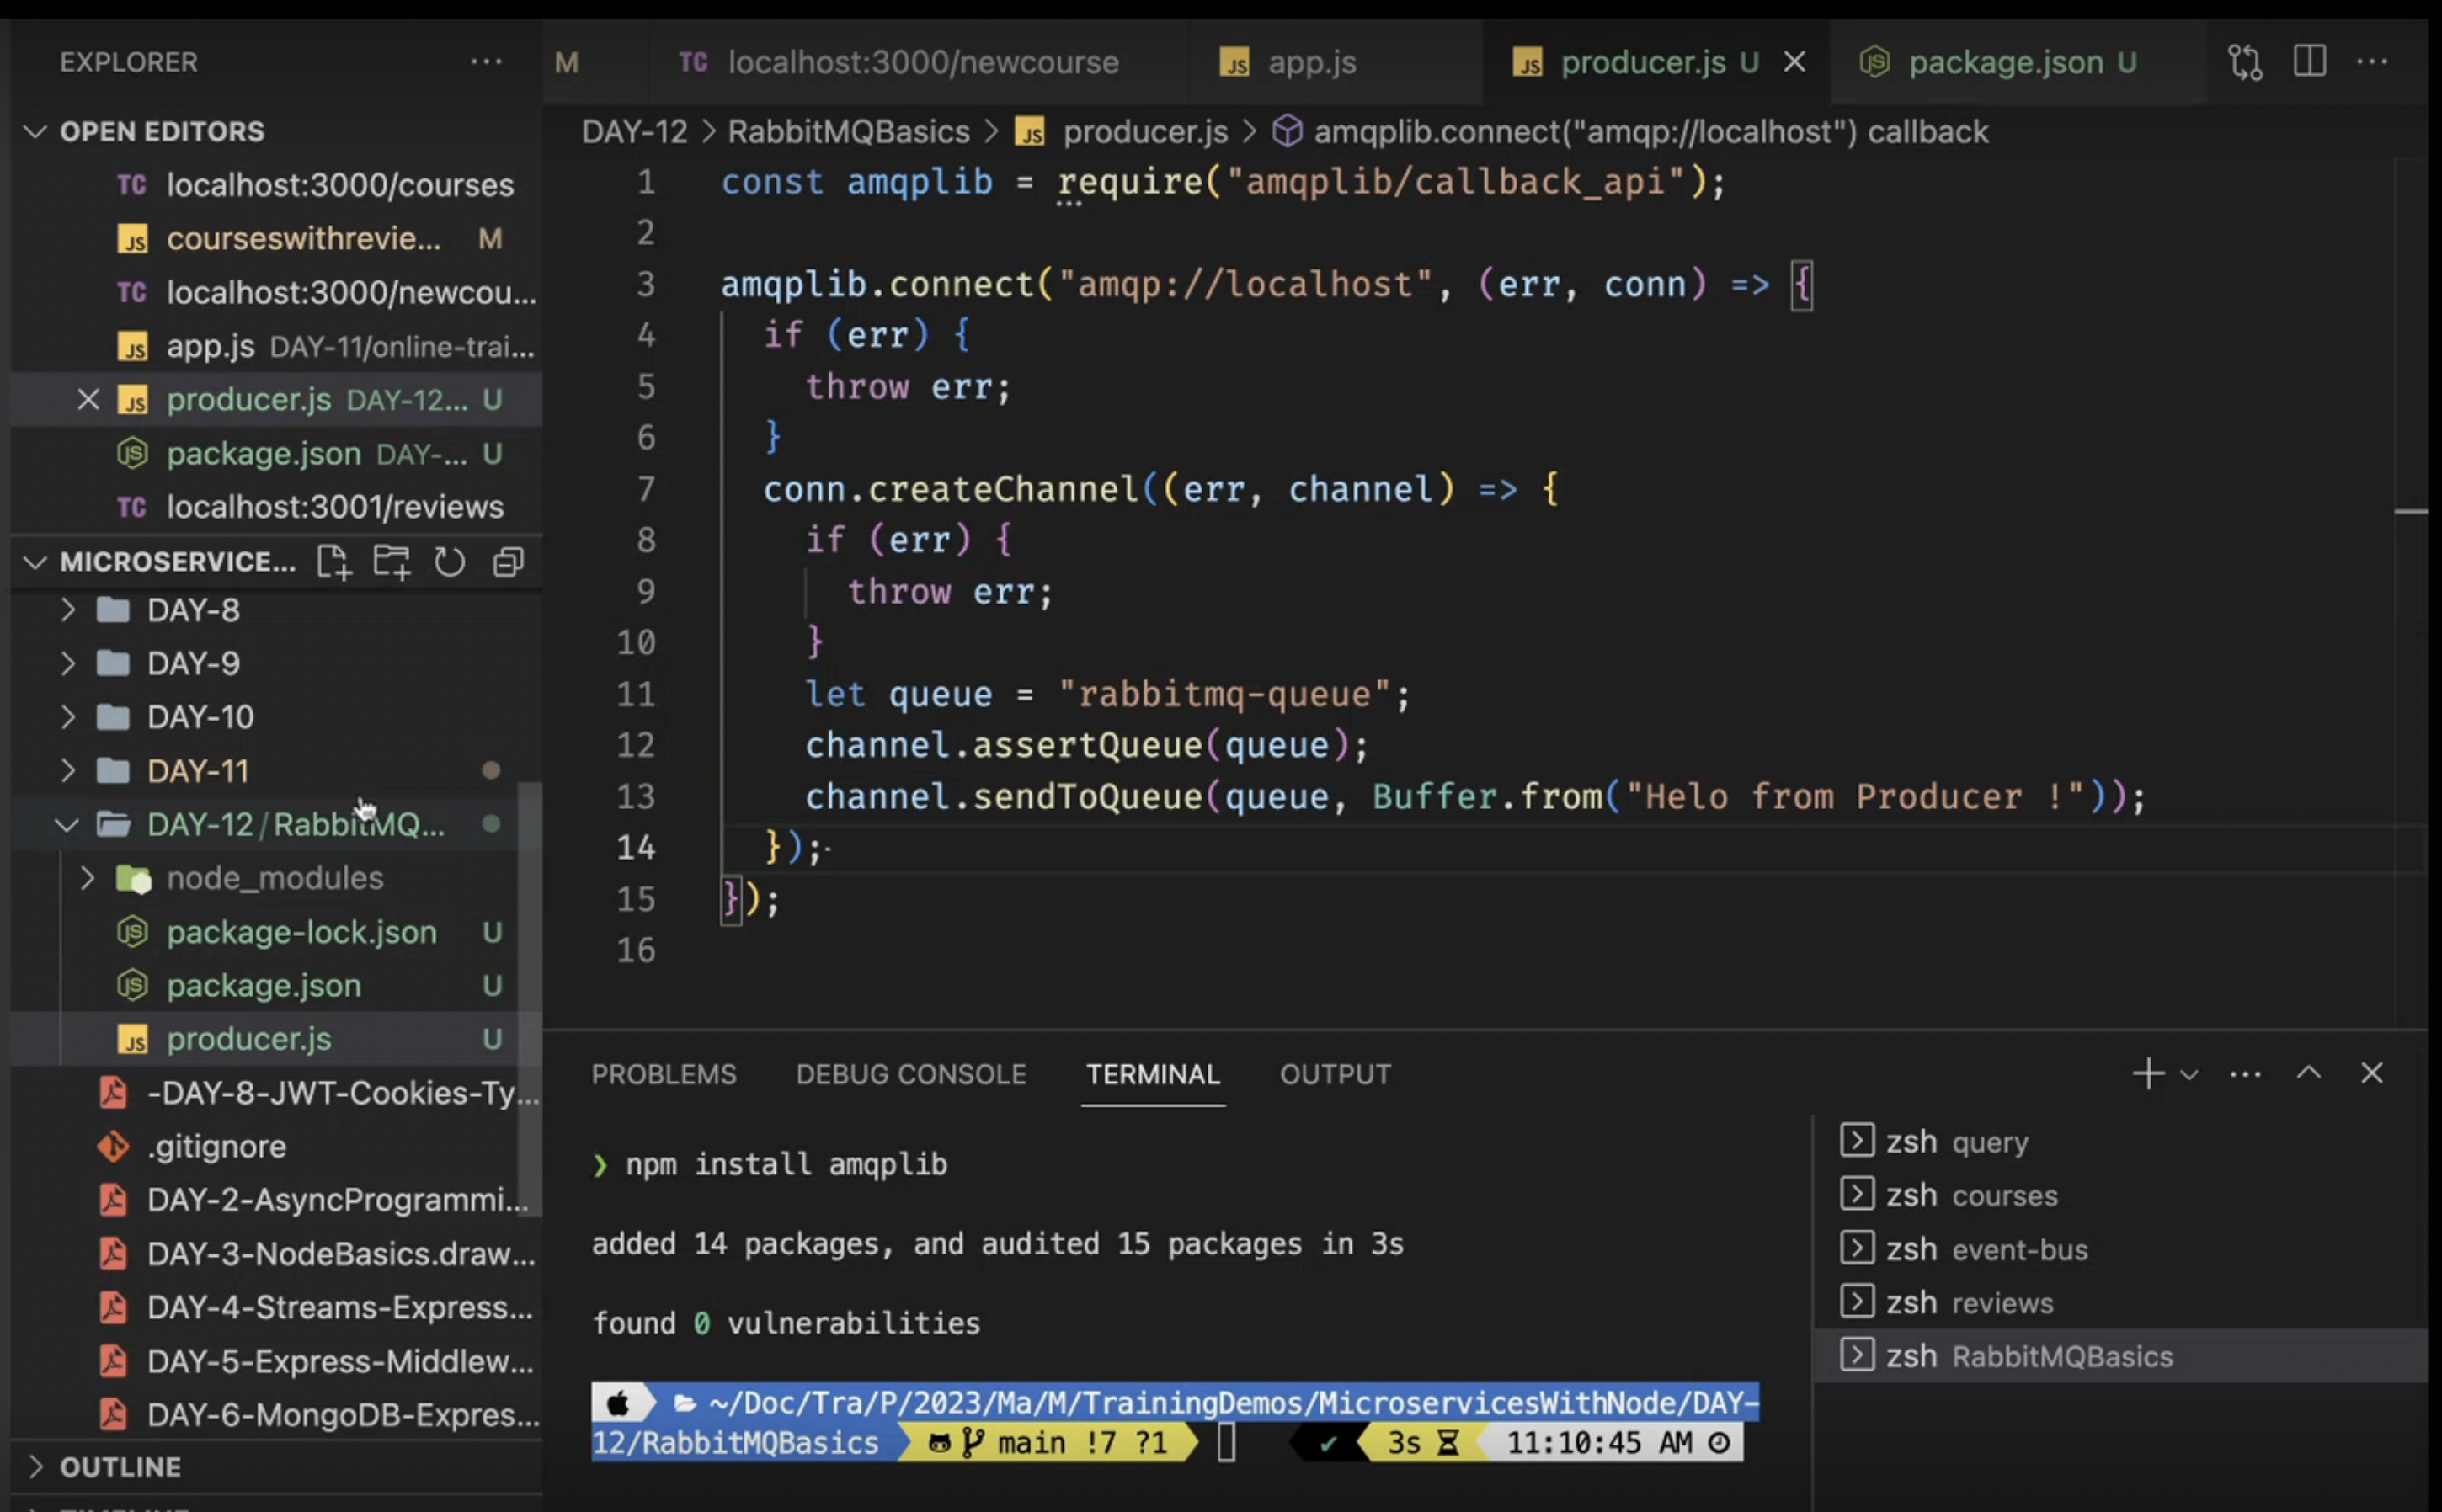 EXPLORER
OPEN EDITORS
TC localhost:3000/courses
JS courseswithrevie... M
TC localhost:3000/newcou...
JS app.js DAY-11/online-trai...
JS producer.js DAY-12... U
package.json DAY-... U
TC localhost:3001/reviews
MICROSERVICE...
DAY-8
DAY-9
DAY-10
DAY-11
DAY-12/RabbitMQ...
node_modules
package-lock.json U
package.json U
JS producer.js U
-DAY-8-JWT-Cookies-Ty...
.gitignore
DAY-2-AsyncProgrammi...
DAY-3-NodeBasics.draw...
DAY-4-Streams-Express...
DAY-5-Express-Middlew...
DAY-6-MongoDB-Expres...
OUTLINE
M TC localhost:3000/newcourse JS app.js JS producer.js U package.json U
DAY-12 > RabbitMQBasics > JS producer.js > amqplib.connect("amqp://localhost") callback
1 const amqplib = require("amqplib/callback_api");
2
3 amqplib.connect("amqp://localhost", (err, conn) => {
4 if (err) {
5 throw err;
6 }
7 conn.createChannel((err, channel) => {
8 if (err) {
9 throw err;
10 }
11 let queue = "rabbitmq-queue";
12 channel.assertQueue(queue);
13 channel.sendToQueue(queue, Buffer.from("Helo from Producer !"));
14 });
15 });
16
PROBLEMS DEBUG CONSOLE TERMINAL OUTPUT
❯ npm install amqplib
added 14 packages, and audited 15 packages in 3s
found 0 vulnerabilities
~/Doc/Tra/P/2023/Ma/M/TrainingDemos/MicroservicesWithNode/DAY-
12/RabbitMQBasics main !7 ?1 ✔ 3s 11:10:45 AM
zsh query
zsh courses
zsh event-bus
zsh reviews
zsh RabbitMQBasics